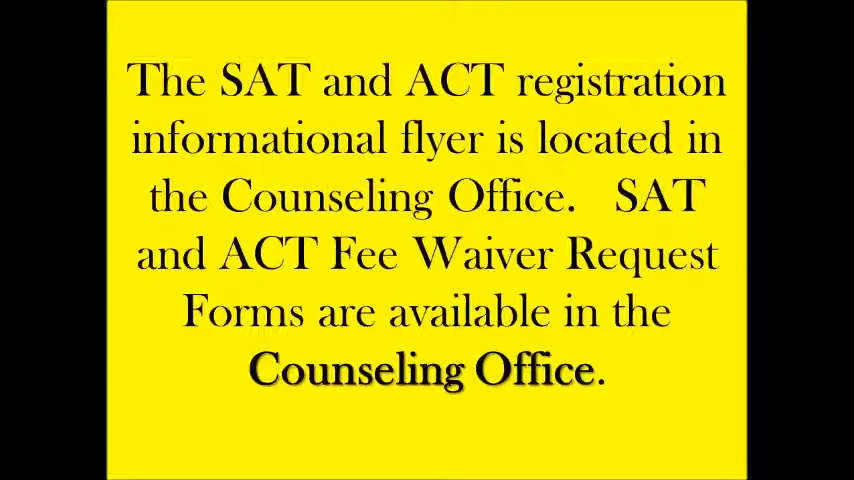 The SAT and ACT registration
informational flyer is located in
the Counseling Office.   SAT
and ACT Fee Waiver Request
Forms are available in the
Counseling Office.